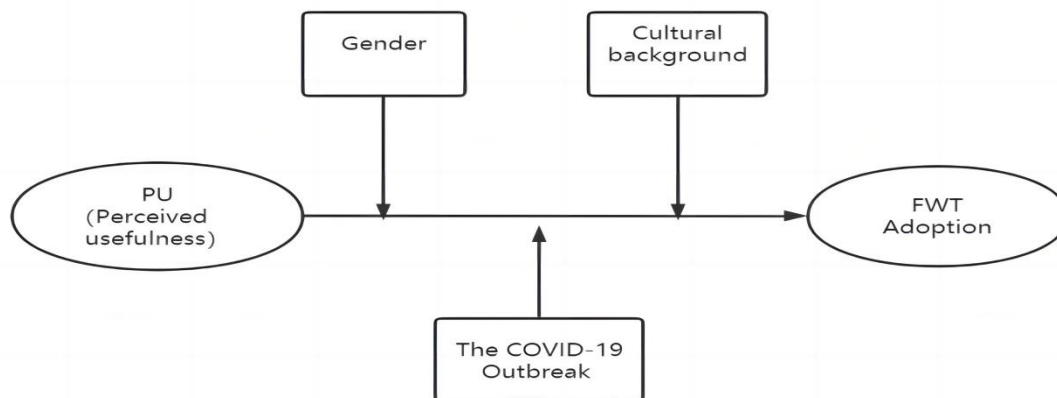 Gender
Cultural
background
PU
(Perceived
usefulness)
FWT
Adoption
The COVID-19
Outbreak